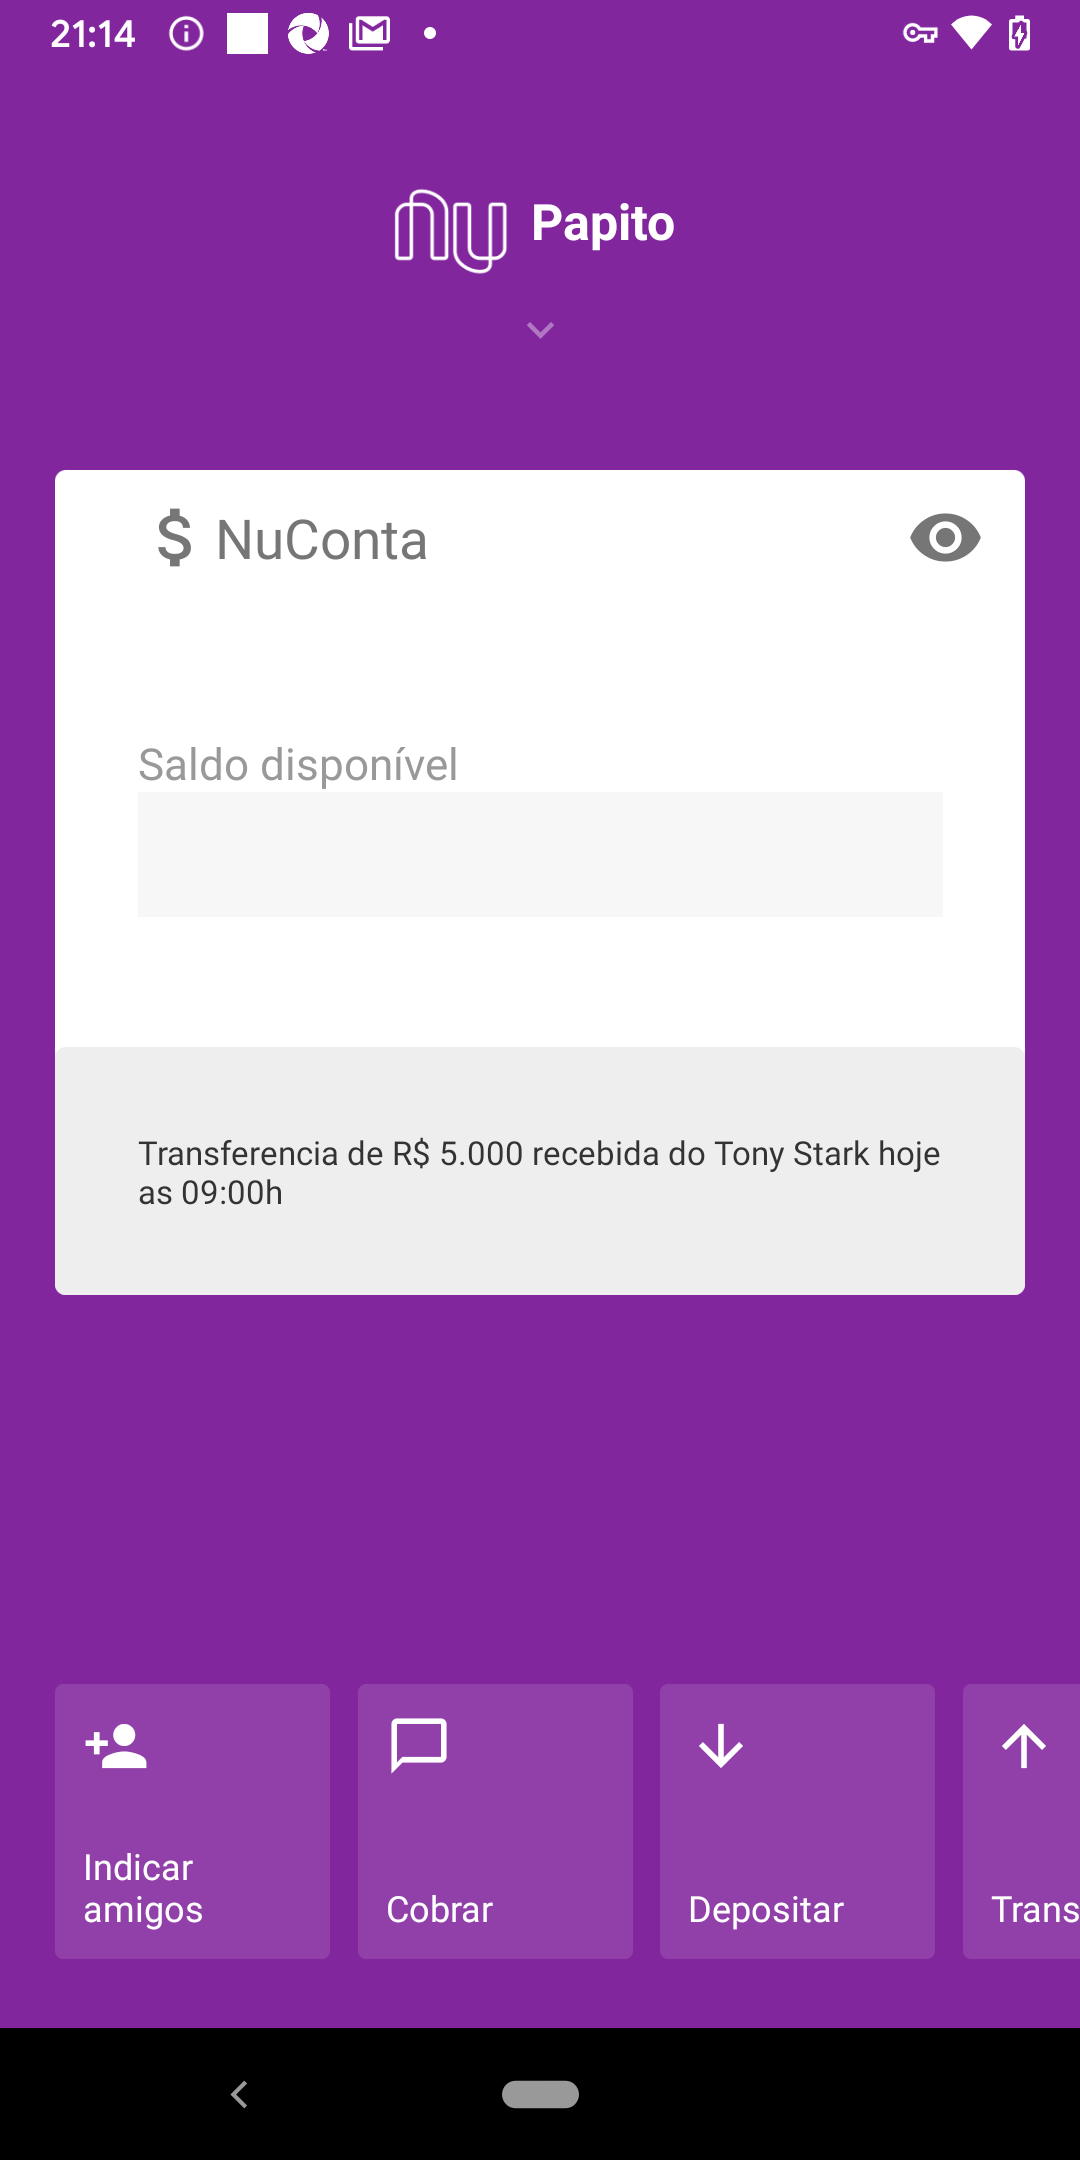 21:14
nu Papito
$ NuConta
Saldo disponível
Transferencia de R$ 5.000 recebida do Tony Stark hoje
as 09:00h
Indicar
amigos
Cobrar
Depositar
Trans